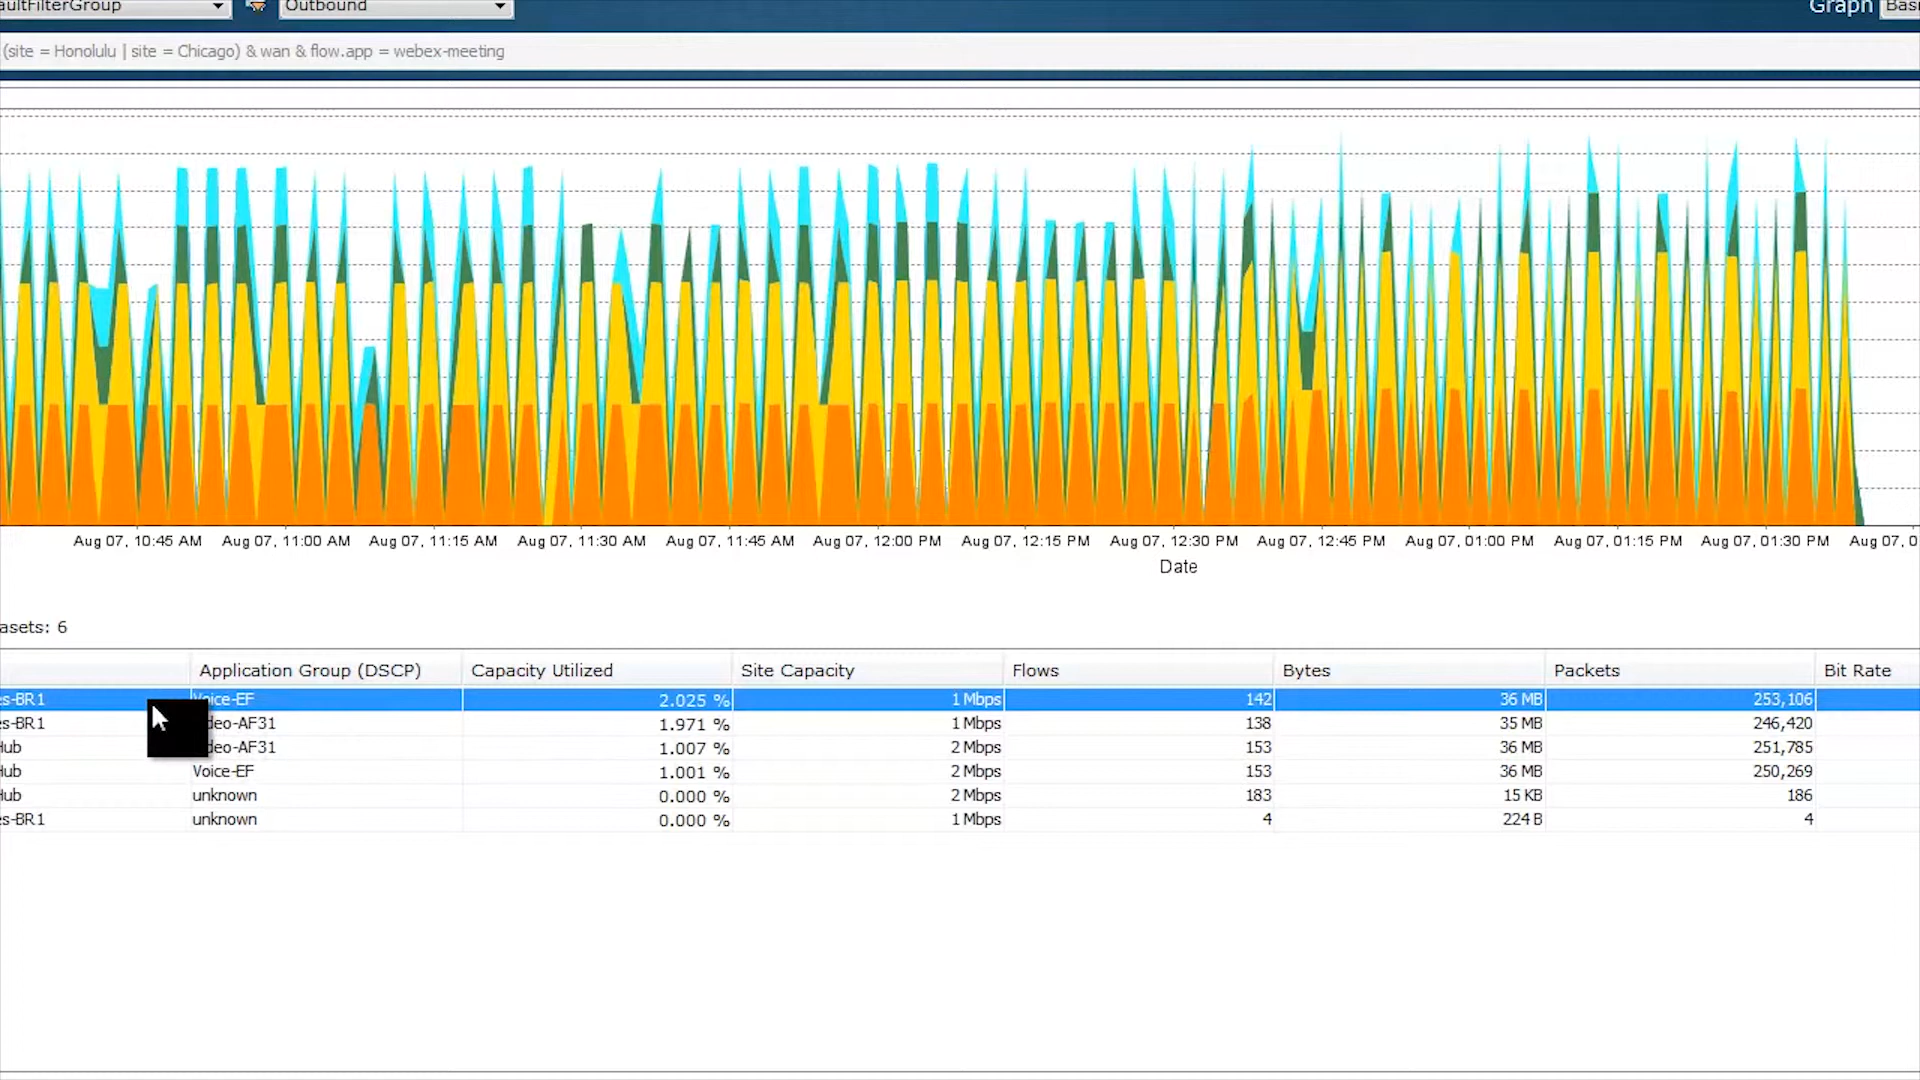 aultFilterGroup Outbound Graph Basi
(site = Honolulu | site = Chicago) & wan & flow.app = webex-meeting
Aug 07, 10:45 AM Aug 07, 11:00 AM Aug 07, 11:15 AM Aug 07, 11:30 AM Aug 07, 11:45 AM Aug 07, 12:00 PM Aug 07, 12:15 PM Aug 07, 12:30 PM Aug 07, 12:45 PM Aug 07, 01:00 PM Aug 07, 01:15 PM Aug 07, 01:30 PM Aug 07, 0
Date
asets: 6
Application Group (DSCP) Capacity Utilized Site Capacity Flows Bytes Packets Bit Rate
es-BR1 Voice-EF 2.025 % 1 Mbps 142 36 MB 253,106
es-BR1 deo-AF31 1.971 % 1 Mbps 138 35 MB 246,420
Hub deo-AF31 1.007 % 2 Mbps 153 36 MB 251,785
Hub Voice-EF 1.001 % 2 Mbps 153 36 MB 250,269
Hub unknown 0.000 % 2 Mbps 183 15 KB 186
es-BR1 unknown 0.000 % 1 Mbps 4 224 B 4